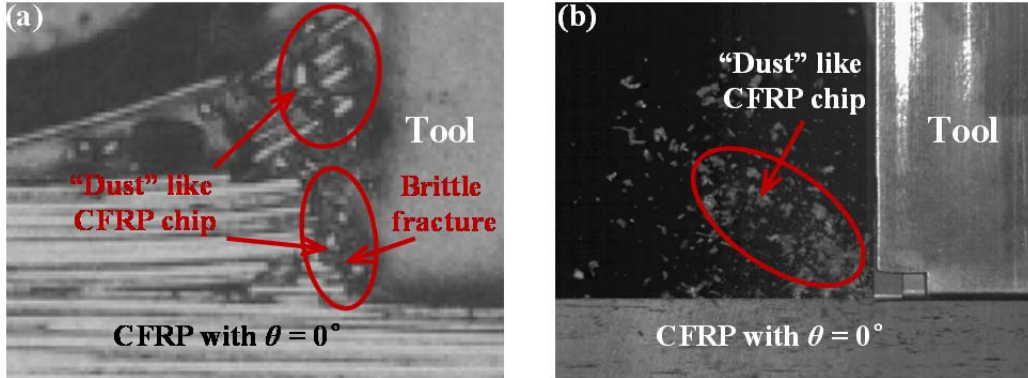 (a)
Tool
“Dust” like
CFRP chip
Brittle
fracture
CFRP with θ = 0°
(b)
“Dust” like
CFRP chip
Tool
CFRP with θ = 0°